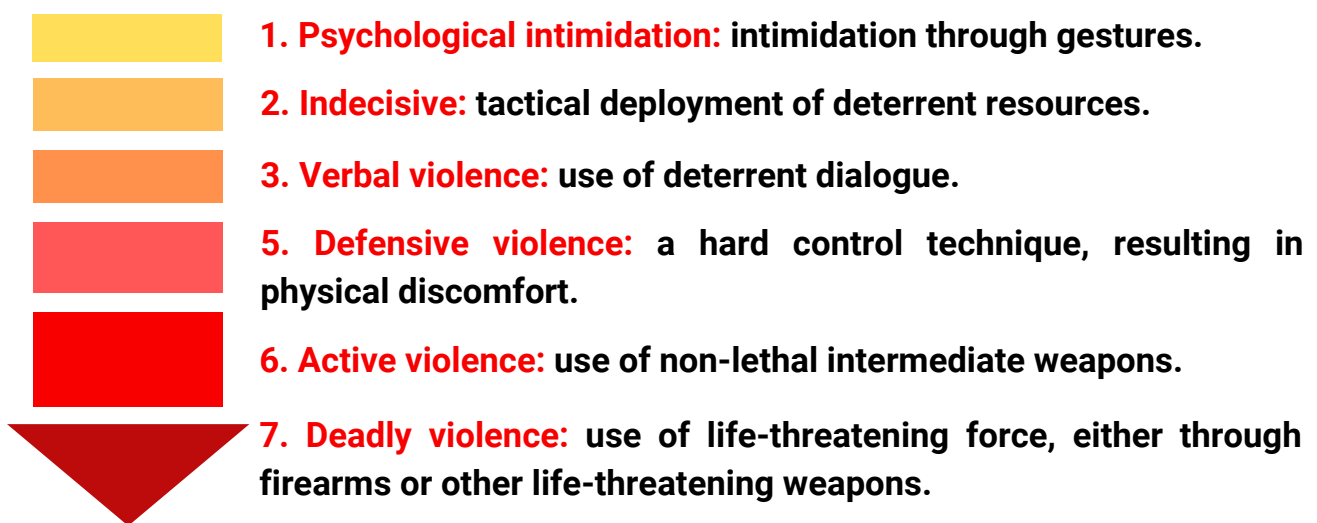 1. Psychological intimidation: intimidation through gestures.
2. Indecisive: tactical deployment of deterrent resources.
3. Verbal violence: use of deterrent dialogue.
5. Defensive violence: a hard control technique, resulting in
physical discomfort.
6. Active violence: use of non-lethal intermediate weapons.
7. Deadly violence: use of life-threatening force, either through
firearms or other life-threatening weapons.